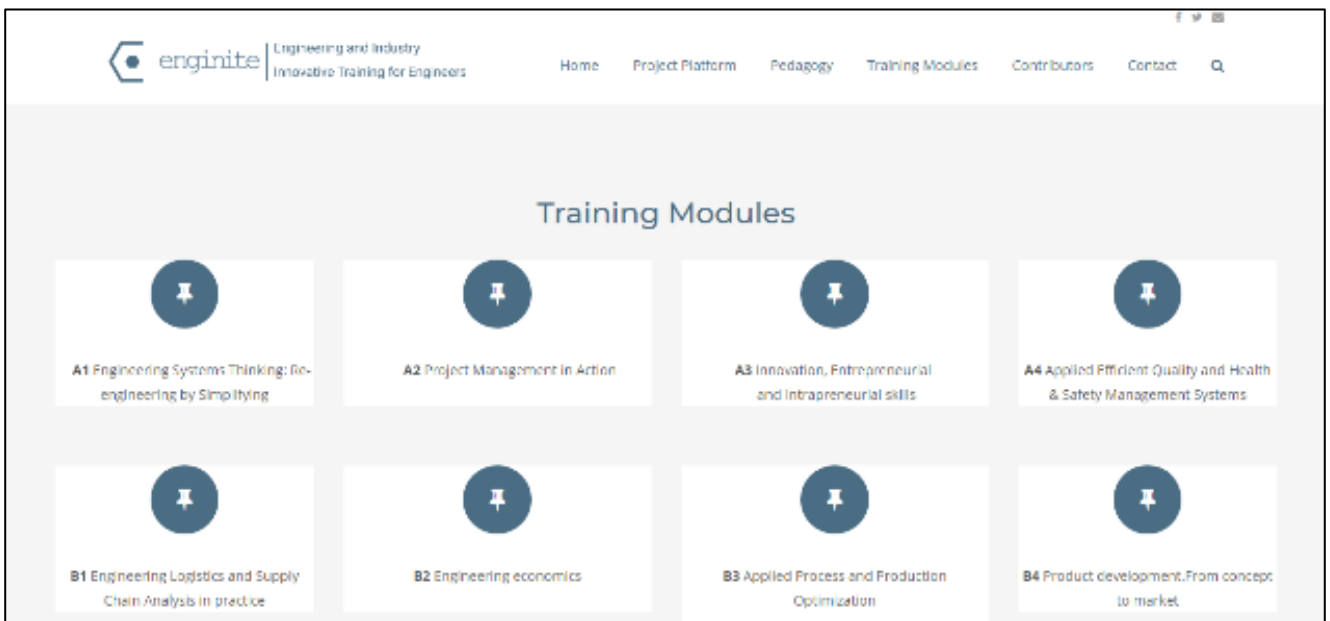 enginite
Engineering and Industry
Innovative Training for Engineers
Home Project Platform Pedagogy Training Modules Contributors Contact
Training Modules
A1 Engineering Systems Thinking: Re-
engineering by Simplifying
A2 Project Management in Action
A3 Innovation, Entrepreneurial
and Intrapreneurial skills
A4 Applied Efficient Quality and Health
& Safety Management Systems
B1 Engineering Logistics and Supply
Chain Analysis in practice
B2 Engineering economics
B3 Applied Process and Production
Optimization
B4 Product development.From concept
to market